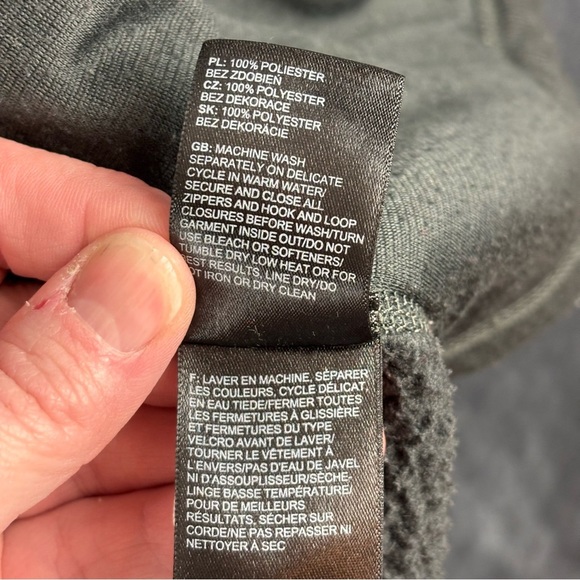 PL: 100% POLIESTER
BEZ ZDOBIEŃ
CZ: 100% POLYESTER
BEZ DEKORACE
SK: 100% POLYESTER
BEZ DEKORÁCIE
GB: MACHINE WASH
SEPARATELY ON DELICATE
CYCLE IN WARM WATER/
SECURE AND CLOSE ALL
ZIPPERS AND HOOK AND LOOP
CLOSURES BEFORE WASH/TURN
GARMENT INSIDE OUT/DO NOT
USE BLEACH OR SOFTENERS/
TUMBLE DRY LOW HEAT OR FOR
BEST RESULTS, LINE DRY/DO
NOT IRON OR DRY CLEAN
F: LAVER EN MACHINE, SÉPARER
LES COULEURS, CYCLE DÉLICAT,
EN EAU TIEDE/FERMER TOUTES
LES FERMETURES À GLISSIÈRE
ET FERMETURES DU TYPE
VELCRO AVANT DE LAVER/
TOURNER LE VÊTEMENT À
L'ENVERS/PAS D'EAU DE JAVEL
NI D'ASSOUPLISSEUR/SÈCHE-
LINGE BASSE TEMPÉRATURE/
POUR DE MEILLEURS
RÉSULTATS, SÉCHER SUR
CORDE/NE PAS REPASSER NI
NETTOYER À SEC